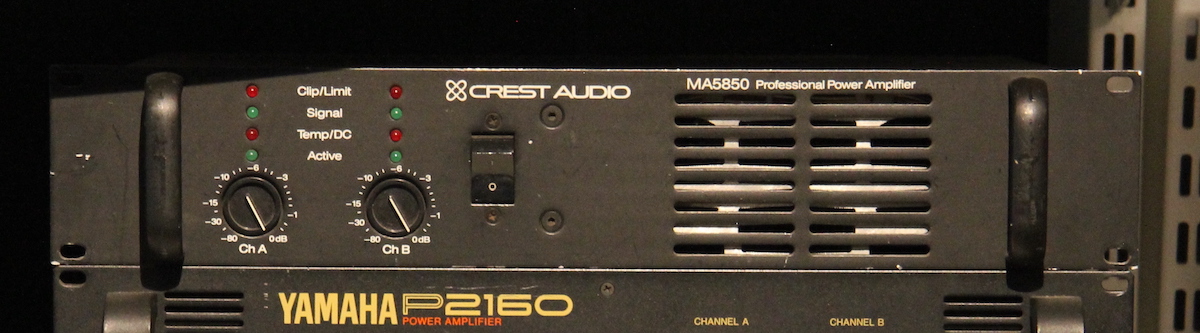 CREST AUDIO
MA5850 Professional Power Amplifier
Clip/Limit
Signal
Temp/DC
Active
-80 -30 -15 -10 -6 -3 -1 0dB
Ch A
-80 -30 -15 -10 -6 -3 -1 0dB
Ch B
O
YAMAHA P2160
POWER AMPLIFIER
CHANNEL A
CHANNEL B